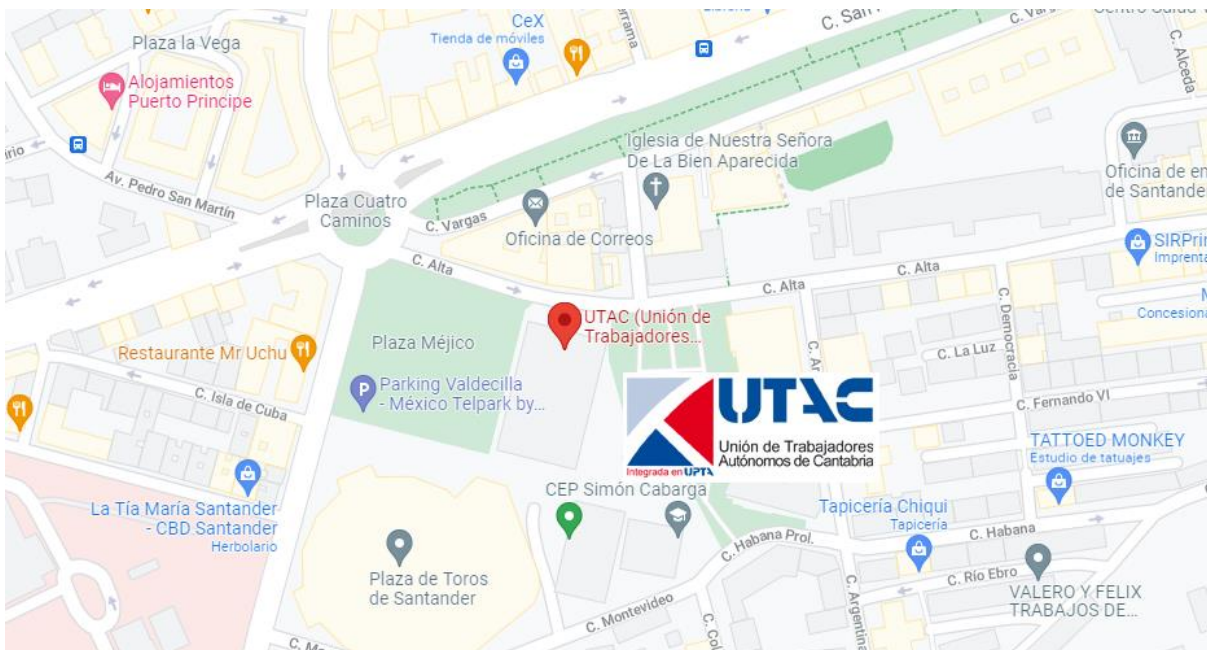 CeX
Tienda de móviles
Plaza la Vega
Alojamientos
Puerto Principe
C. Vargas
C. Alceda
Av. Pedro San Martín
Plaza Cuatro
Caminos
C. Vargas
Iglesia de Nuestra Señora
De La Bien Aparecida
Oficina de Correos
Oficina de
de Santander
SIRPrin
Imprenta
C. Alta
C. Alta
C. Alta
UTAC (Unión de
Trabajadores...
Plaza Méjico
Concesiona
C. Democracia
C. La Luz
Restaurante Mr Uchu
Parking Valdecilla
- México Telpark by...
C. Isla de Cuba
UTAC
Unión de Trabajadores
Autónomos de Cantabria
Integrada en UPTA
C. Fernando VI
TATTOED MONKEY
Estudio de tatuajes
La Tía María Santander
- CBD Santander
Herbolario
CEP Simón Cabarga
Tapicería Chiqui
Tapicería
C. Habana Prol.
C. Habana
Plaza de Toros
de Santander
C. Río Ebro
VALERO Y FELIX
TRABAJOS DE...
C. Montevideo
C. Argentina